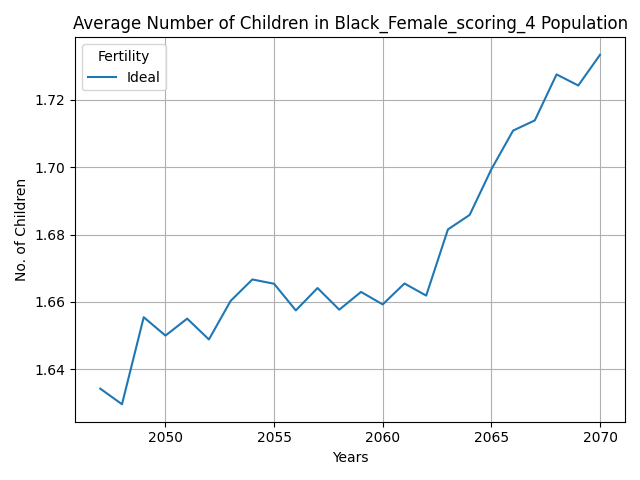 Average Number of Children in Black_Female_scoring_4 Population
Fertility
Ideal
1.72
1.70
1.68
1.66
1.64
No. of Children
2050
2055
2060
2065
2070
Years